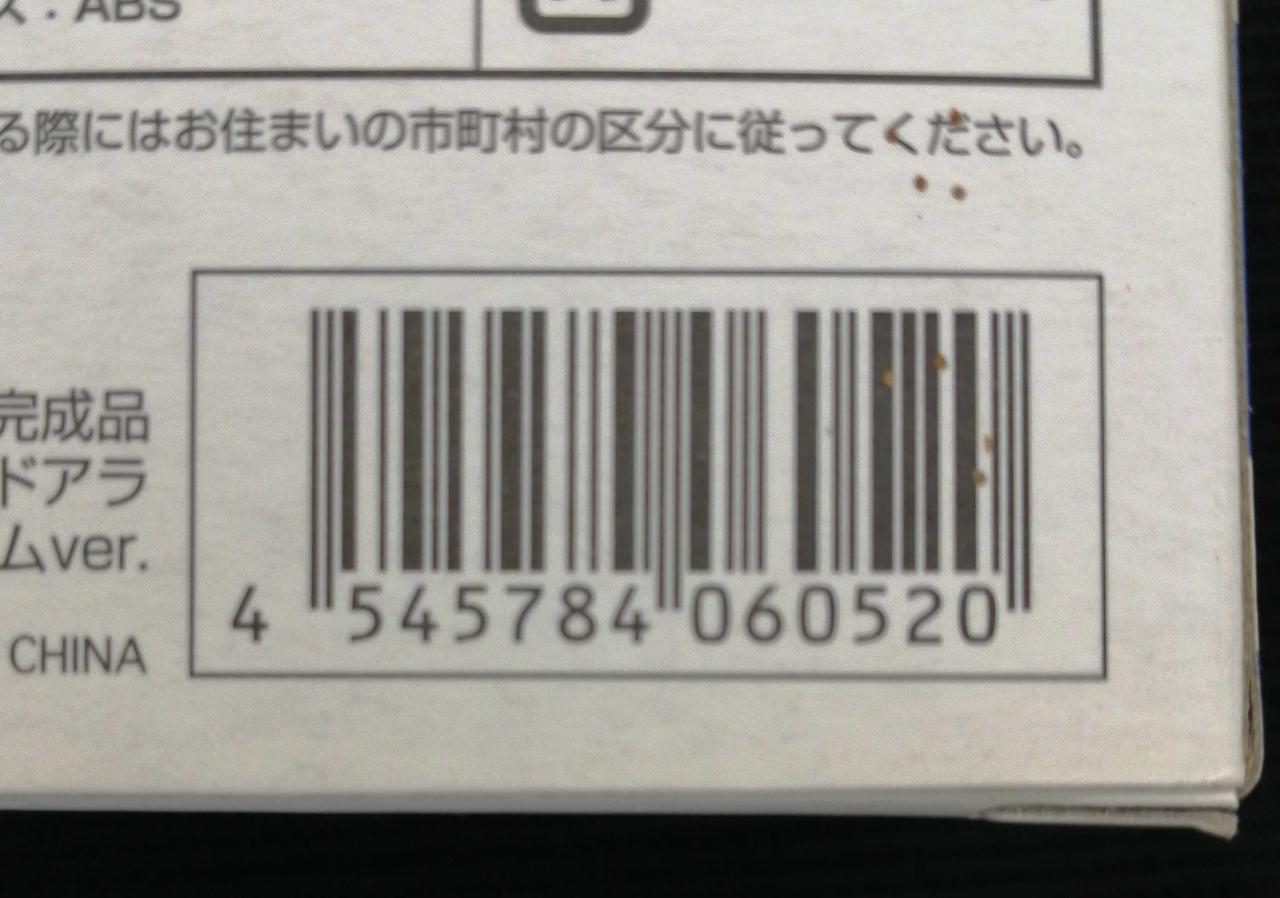 : ABS
る際にはお住まいの市町村の区分に従ってください。
完成品
ドアラ
ムver.
CHINA
4 545784 060520